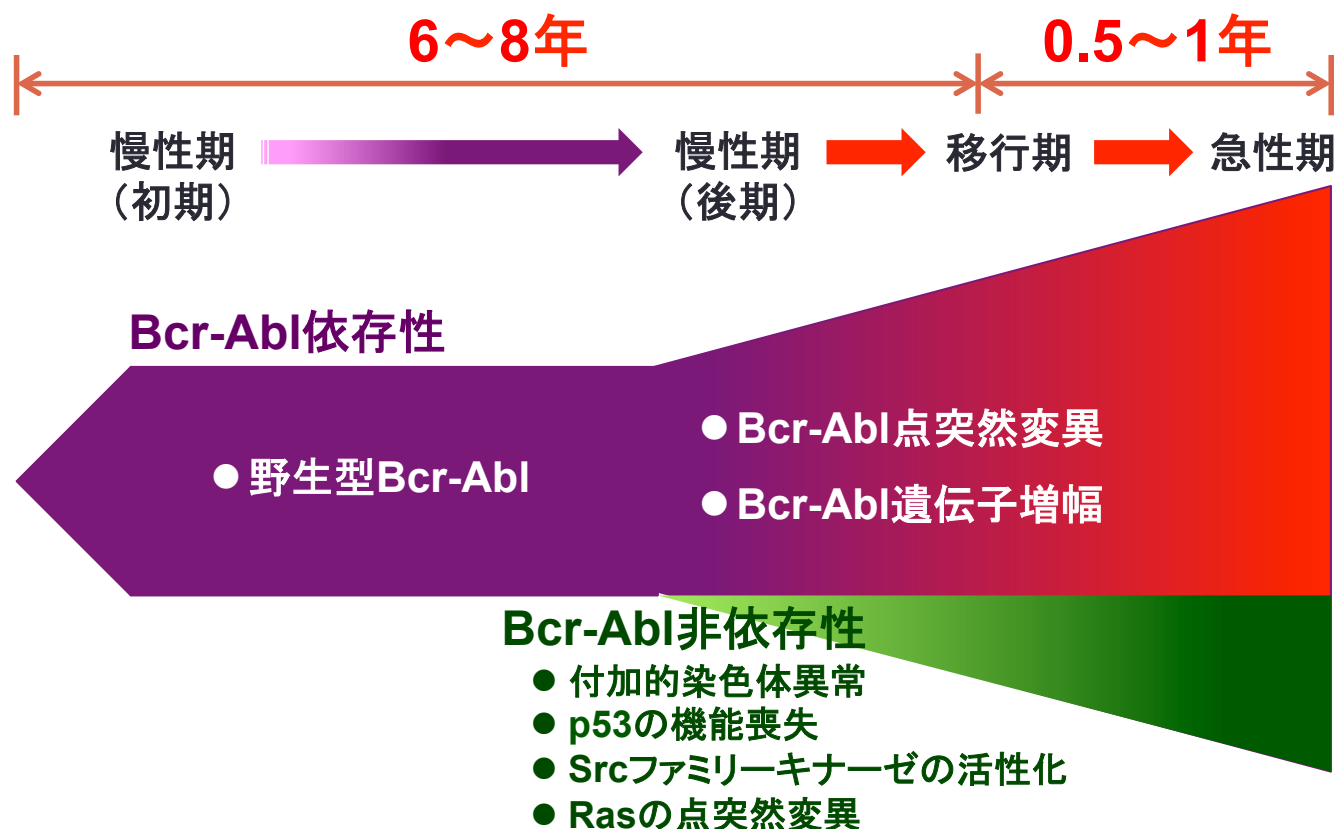 6～8年
0.5～1年
慢性期
（初期）
慢性期
（後期）
移行期
急性期
Bcr-Abl依存性
● 野生型Bcr-Abl
● Bcr-Abl点突然変異
● Bcr-Abl遺伝子増幅
Bcr-Abl非依存性
● 付加的染色体異常
● p53の機能喪失
● Srcファミリーキナーゼの活性化
● Rasの点突然変異